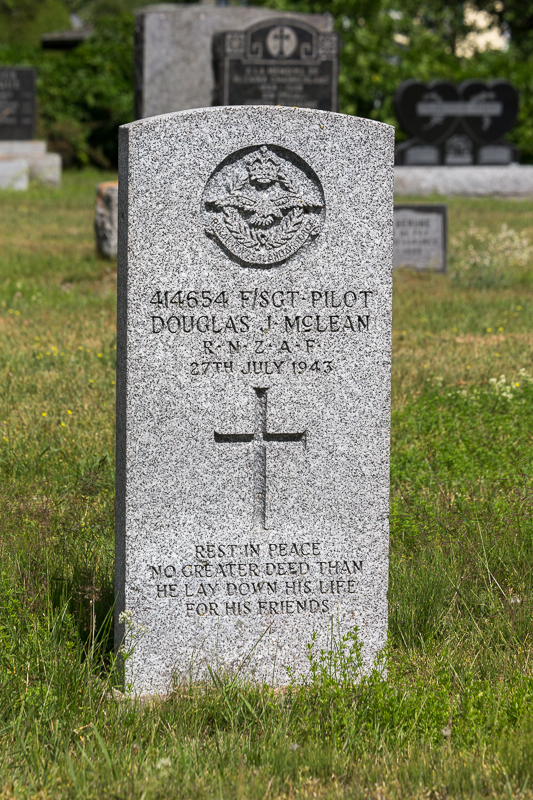 414654 F/SGT·PILOT
DOUGLAS J. McLEAN
R·N·Z·A·F·
27TH JULY 1943
REST IN PEACE
NO GREATER DEED THAN
HE LAY DOWN HIS LIFE
FOR HIS FRIENDS